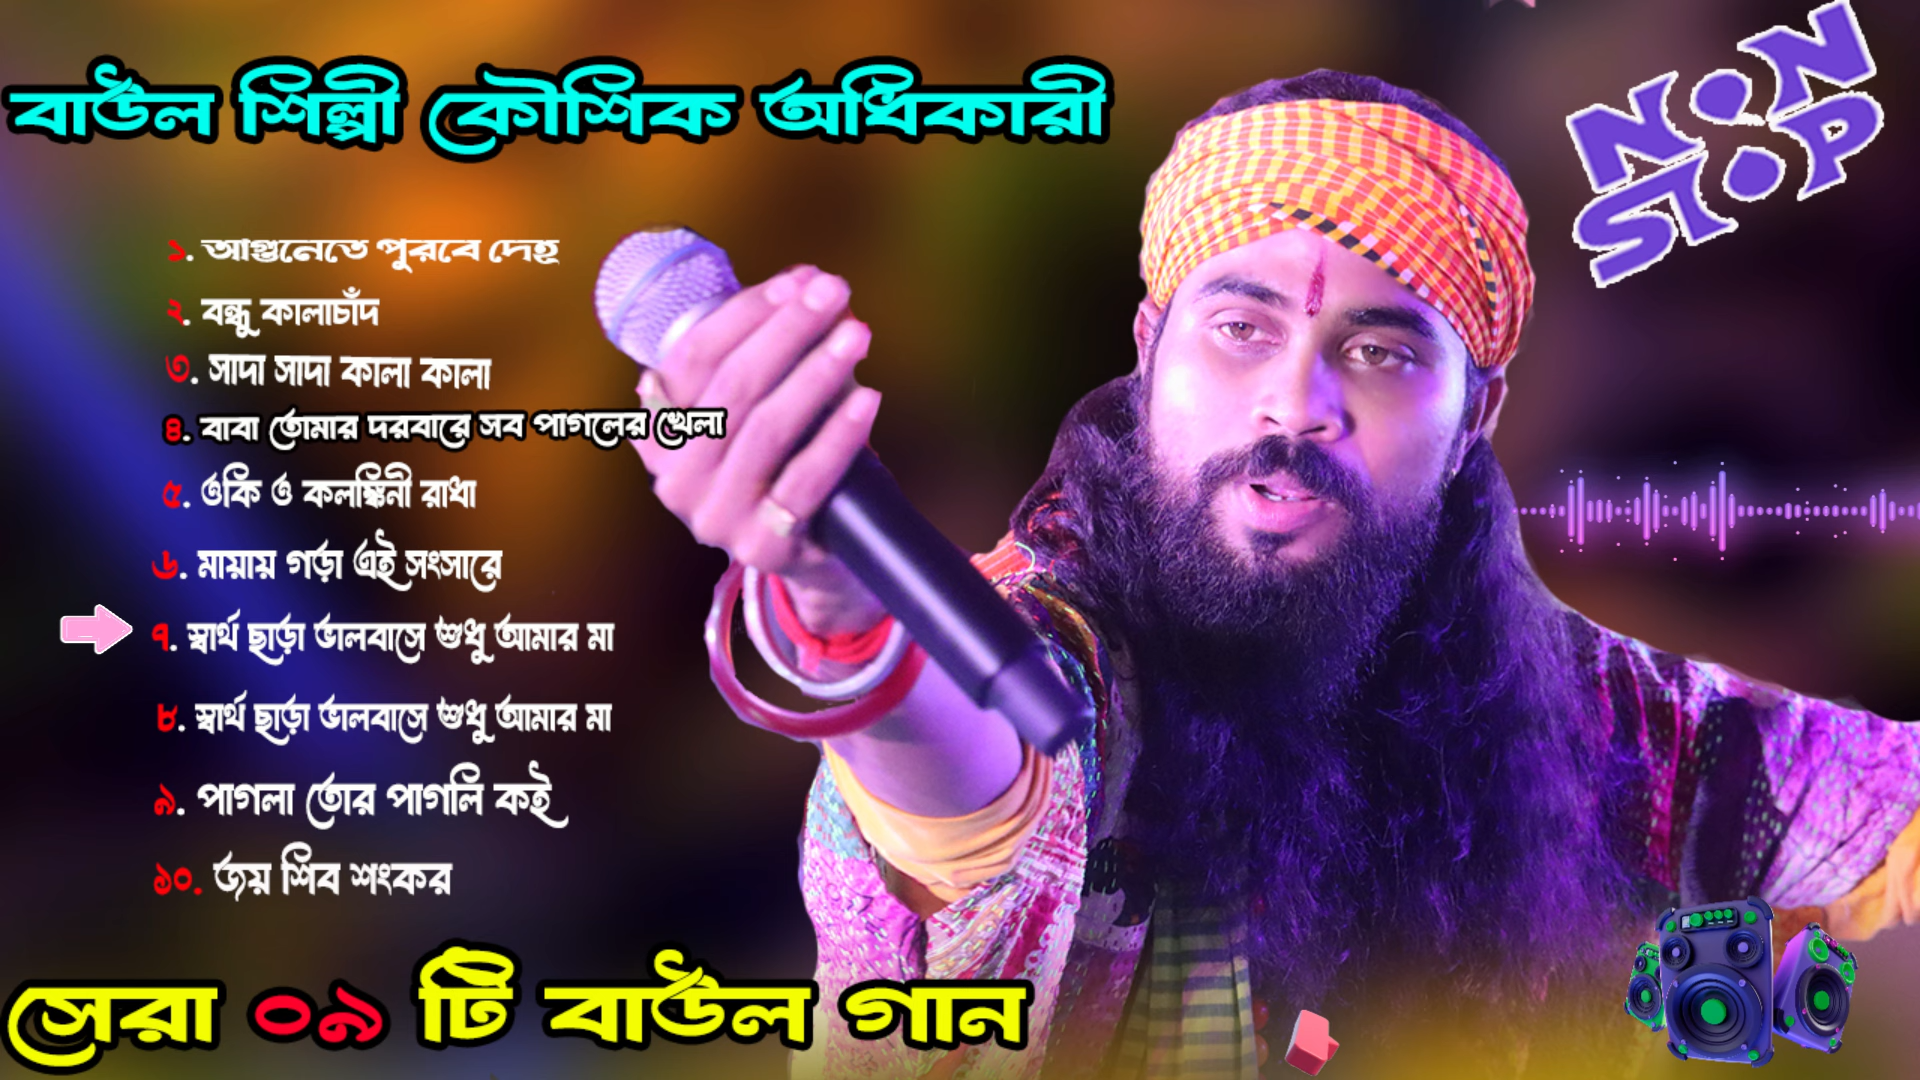 বাউল শিল্পী কৌশিক অধিকারী
NON
STOP
১. আগুনেতে পুরবে দেহ
২. বন্ধু কালাচাঁদ
৩. সাদা সাদা কালা কালা
৪. বাবা তোমার দরবারে সব পাগলের খেলা
৫. ওকি ও কলঙ্কিনী রাধা
৬. মায়ায় গড়া এই সংসারে
৭. স্বার্থ ছাড়া ভালবাসে শুধু আমার মা
৮. স্বার্থ ছাড়া ভালবাসে শুধু আমার মা
৯. পাগলা তোর পাগলি কই
১০. জয় শিব শংকর
সেরা ০৯ টি বাউল গান